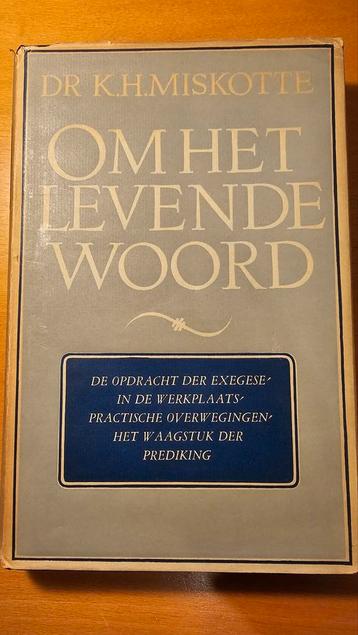 DR K.H.MISKOTTE
OM HET
LEVENDE
WOORD
DE OPDRACHT DER EXEGESE-
IN DE WERKPLAATS-
PRACTISCHE OVERWEGINGEN-
HET WAAGSTUK DER
PREDIKING